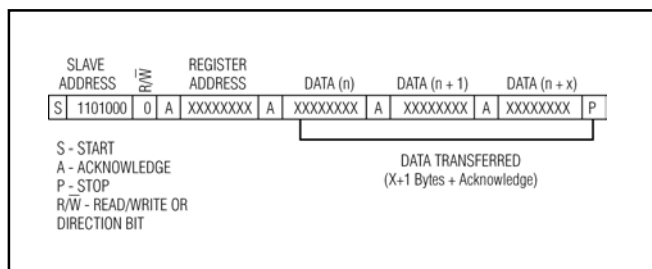 SLAVE ADDRESS R/W̅ REGISTER ADDRESS DATA (n) DATA (n + 1) DATA (n + x)
S 1101000 0 A XXXXXXXX A XXXXXXXX A XXXXXXXX A XXXXXXXX P
S - START
A - ACKNOWLEDGE
P - STOP
R/W̅ - READ/WRITE OR
DIRECTION BIT
DATA TRANSFERRED
(X+1 Bytes + Acknowledge)